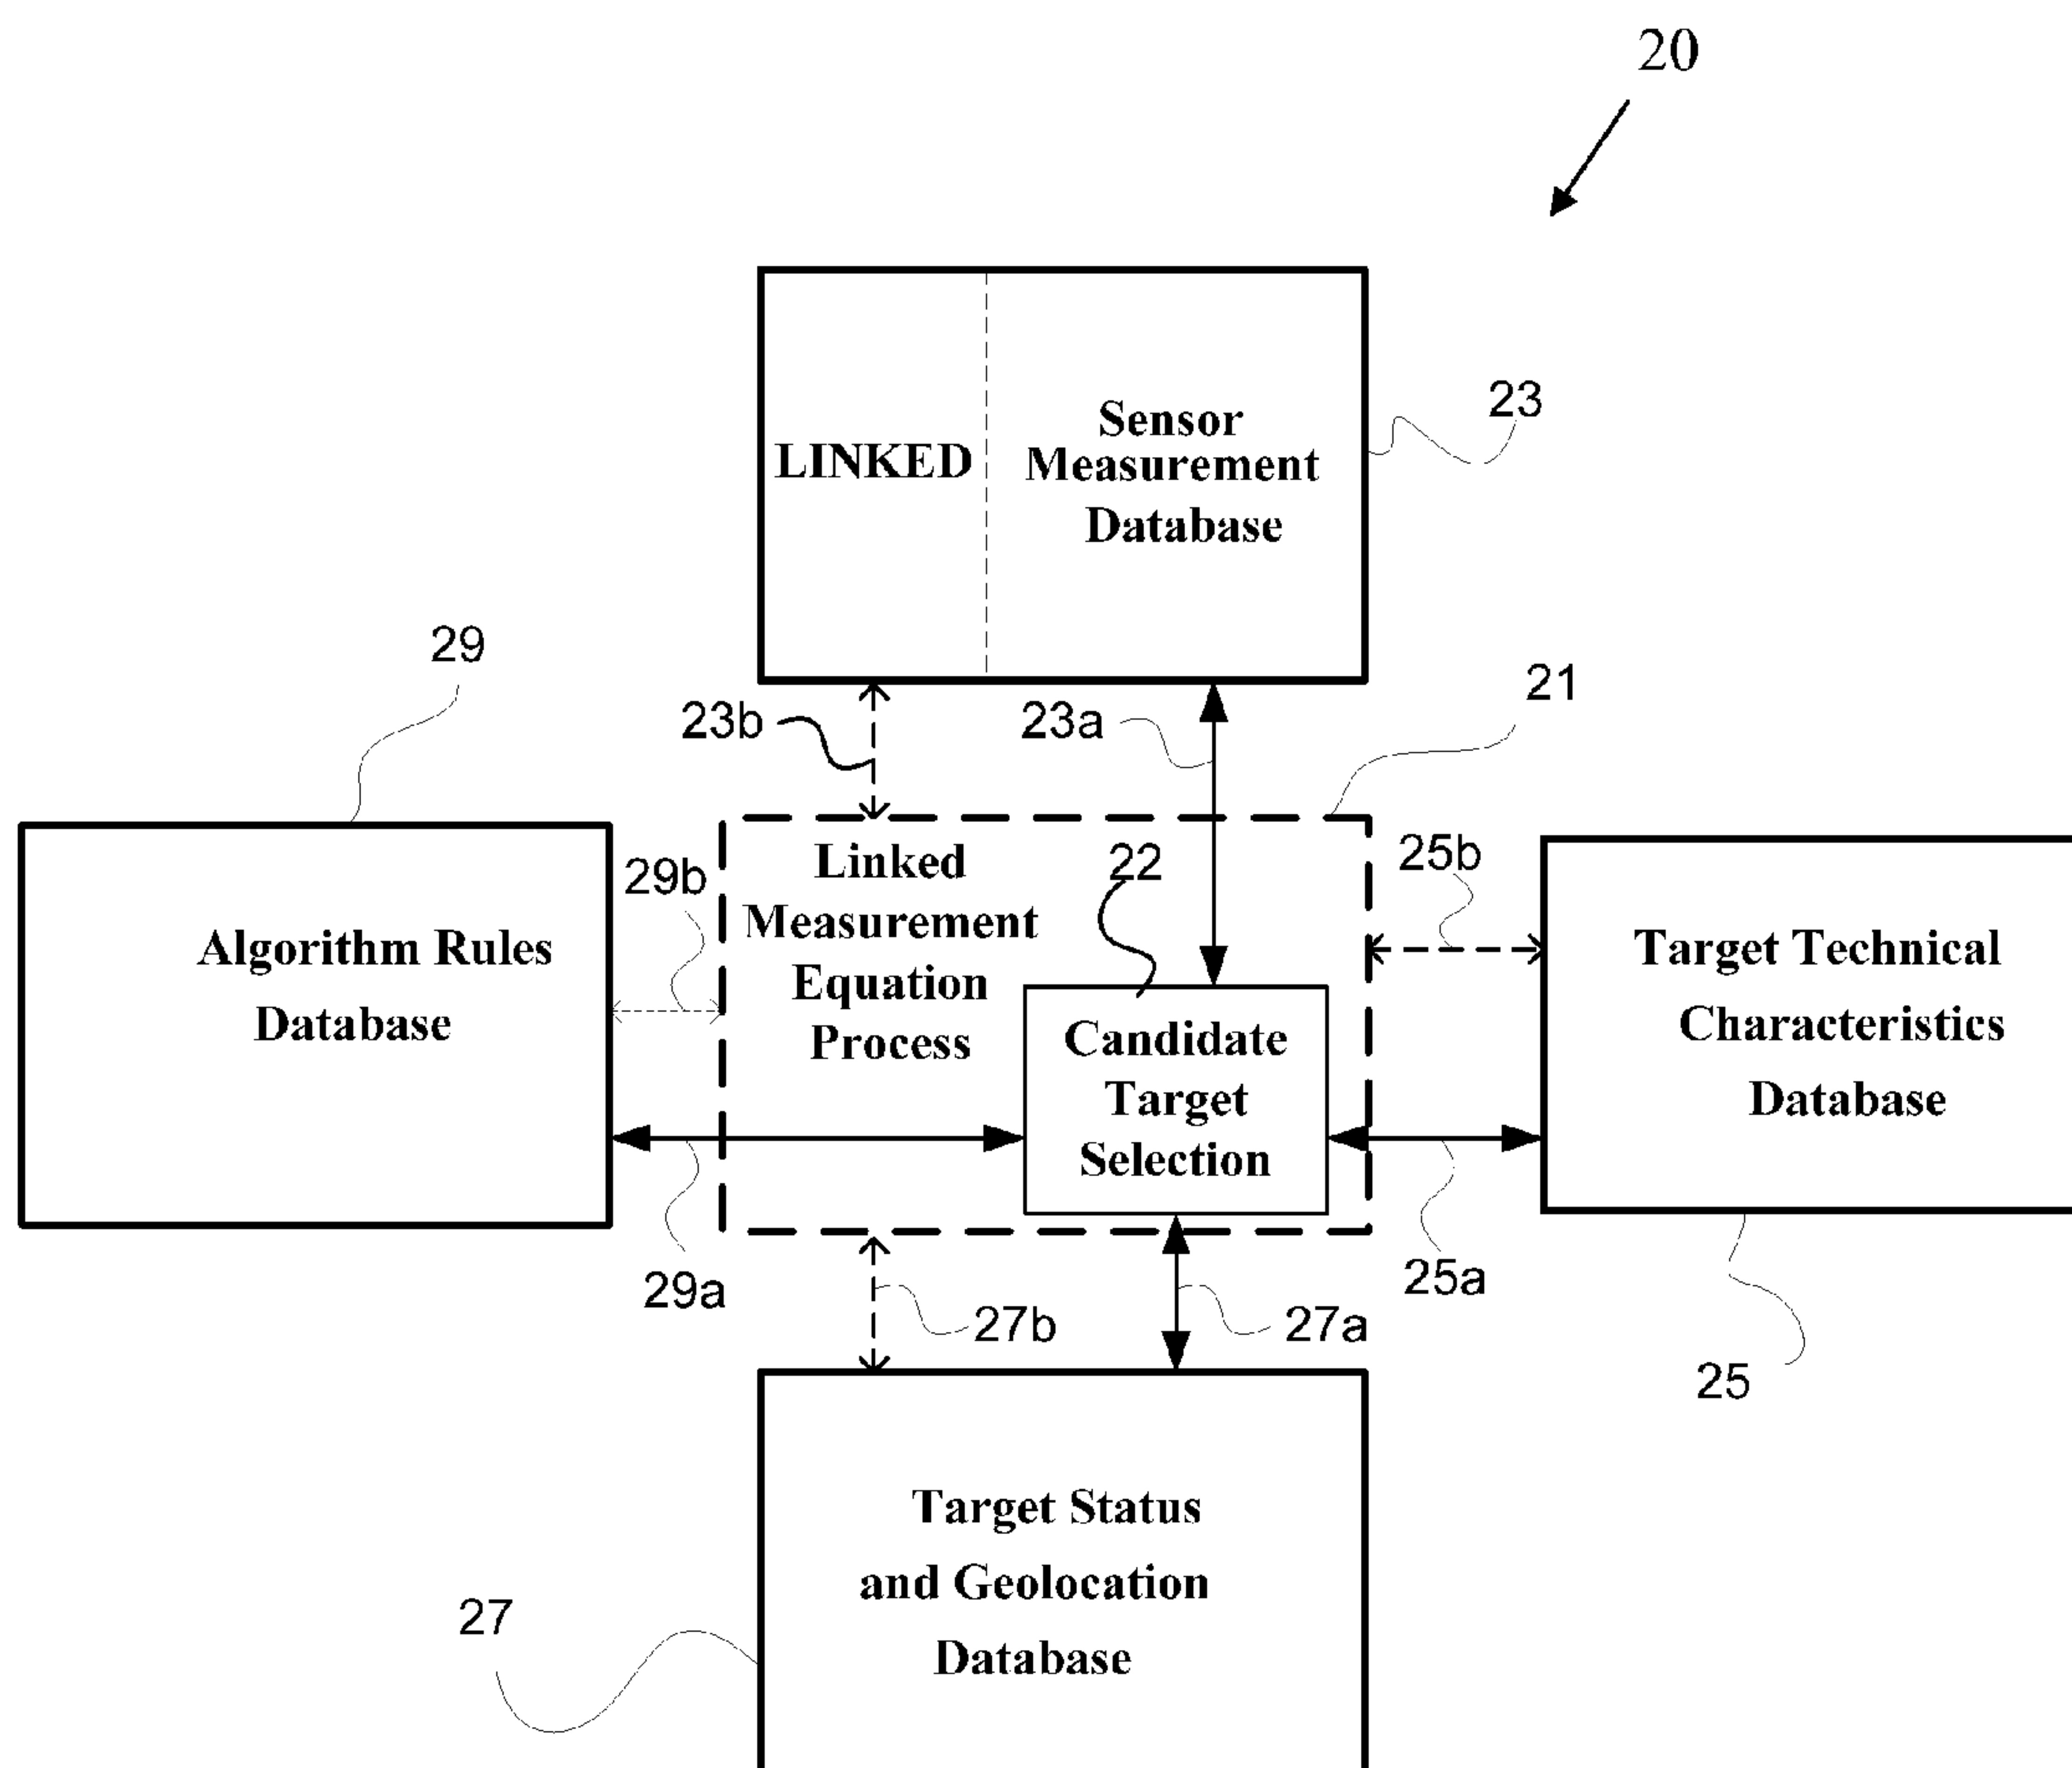 20
LINKED
Sensor
Measurement
Database
23
29
21
23b
23a
Algorithm Rules
Database
29b
Linked
Measurement
Equation
Process
22
Candidate
Target
Selection
25b
Target Technical
Characteristics
Database
29a
27b
27a
25a
25
Target Status
and Geolocation
Database
27